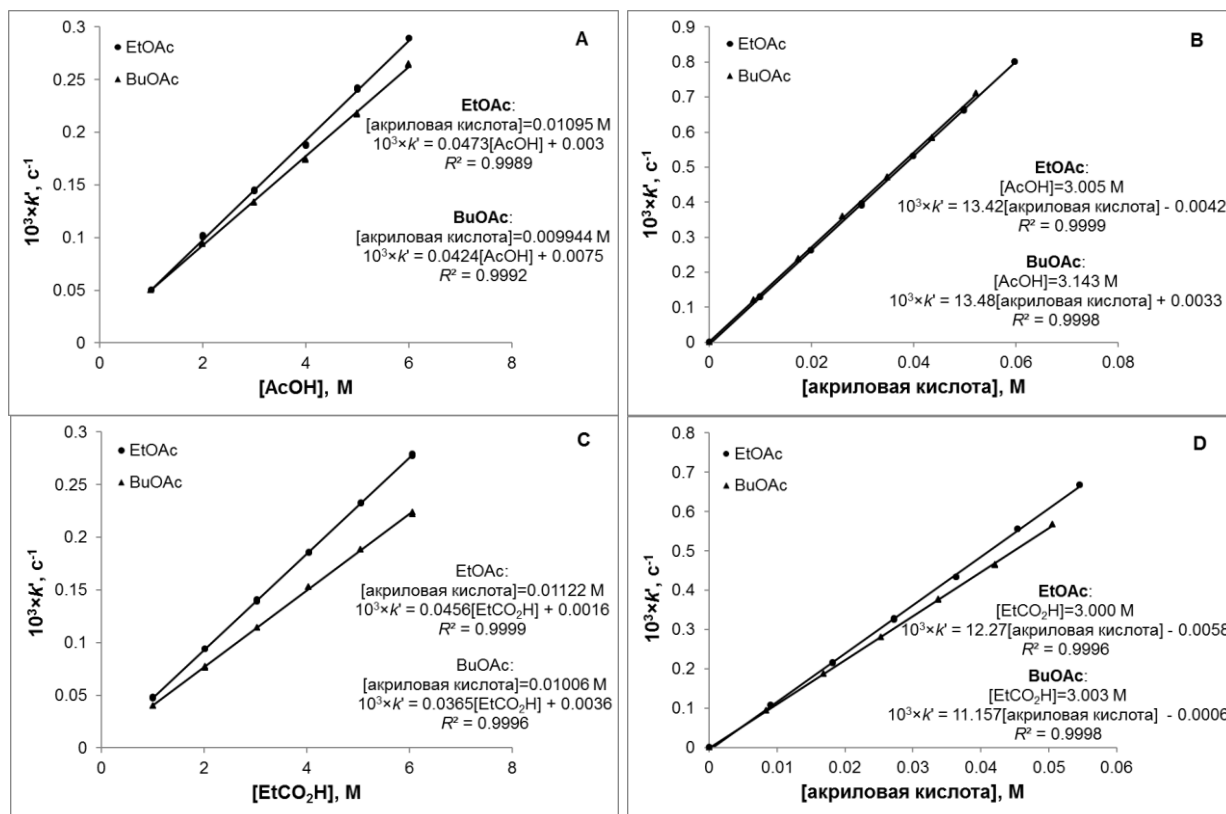 A
EtOAc
BuOAc
0.3
0.25
0.2
0.15
0.1
0.05
0
10³×k', c⁻¹
EtOAc:
[акриловая кислота]=0.01095 M
10³×k' = 0.0473[AcOH] + 0.003
R² = 0.9989
BuOAc:
[акриловая кислота]=0.009944 M
10³×k' = 0.0424[AcOH] + 0.0075
R² = 0.9992
0 2 4 6 8
[AcOH], M
B
EtOAc
BuOAc
0.8
0.7
0.6
0.5
0.4
0.3
0.2
0.1
0
10³×k', c⁻¹
EtOAc:
[AcOH]=3.005 M
10³×k' = 13.42[акриловая кислота] - 0.0042
R² = 0.9999
BuOAc:
[AcOH]=3.143 M
10³×k' = 13.48[акриловая кислота] + 0.0033
R² = 0.9998
0 0.02 0.04 0.06 0.08
[акриловая кислота], M
C
EtOAc
BuOAc
0.3
0.25
0.2
0.15
0.1
0.05
0
10³×k', c⁻¹
EtOAc:
[акриловая кислота]=0.01122 M
10³×k' = 0.0456[EtCO₂H] + 0.0016
R² = 0.9999
BuOAc:
[акриловая кислота]=0.01006 M
10³×k' = 0.0365[EtCO₂H] + 0.0036
R² = 0.9996
0 2 4 6 8
[EtCO₂H], M
D
EtOAc
BuOAc
0.8
0.7
0.6
0.5
0.4
0.3
0.2
0.1
0
10³×k', c⁻¹
EtOAc:
[EtCO₂H]=3.000 M
10³×k' = 12.27[акриловая кислота] - 0.0058
R² = 0.9996
BuOAc:
[EtCO₂H]=3.003 M
10³×k' = 11.157[акриловая кислота] - 0.0006
R² = 0.9998
0 0.01 0.02 0.03 0.04 0.05 0.06
[акриловая кислота], M